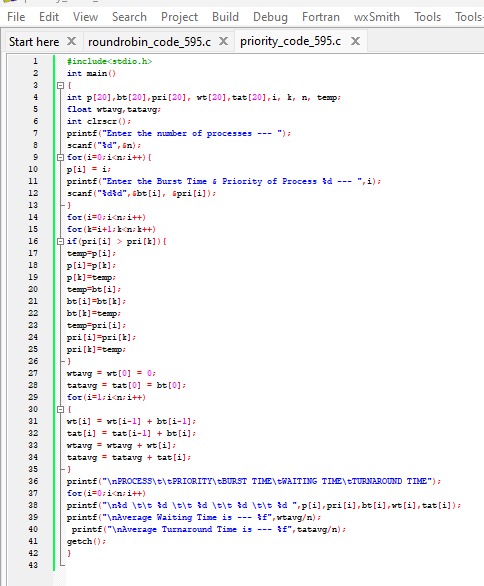 File Edit View Search Project Build Debug Fortran wxSmith Tools Tools-
Start here X roundrobin_code_595.c X priority_code_595.c X
1 #include<stdio.h>
2 int main()
3 {
4 int p[20],bt[20],pri[20], wt[20],tat[20],i, k, n, temp;
5 float wtavg,tatavg;
6 int clrscr();
7 printf("Enter the number of processes --- ");
8 scanf("%d",&n);
9 for(i=0;i<n;i++){
10 p[i] = i;
11 printf("Enter the Burst Time & Priority of Process %d --- ",i);
12 scanf("%d%d",&bt[i], &pri[i]);
13 }
14 for(i=0;i<n;i++)
15 for(k=i+1;k<n;k++)
16 if(pri[i] > pri[k]){
17 temp=p[i];
18 p[i]=p[k];
19 p[k]=temp;
20 temp=bt[i];
21 bt[i]=bt[k];
22 bt[k]=temp;
23 temp=pri[i];
24 pri[i]=pri[k];
25 pri[k]=temp;
26 }
27 wtavg = wt[0] = 0;
28 tatavg = tat[0] = bt[0];
29 for(i=1;i<n;i++)
30 {
31 wt[i] = wt[i-1] + bt[i-1];
32 tat[i] = tat[i-1] + bt[i];
33 wtavg = wtavg + wt[i];
34 tatavg = tatavg + tat[i];
35 }
36 printf("\nPROCESS\t\tPRIORITY\tBURST TIME\tWAITING TIME\tTURNAROUND TIME");
37 for(i=0;i<n;i++)
38 printf("\n%d \t\t %d \t\t %d \t\t %d \t\t %d ",p[i],pri[i],bt[i],wt[i],tat[i]);
39 printf("\nAverage Waiting Time is --- %f",wtavg/n);
40 printf("\nAverage Turnaround Time is --- %f",tatavg/n);
41 getch();
42 }
43